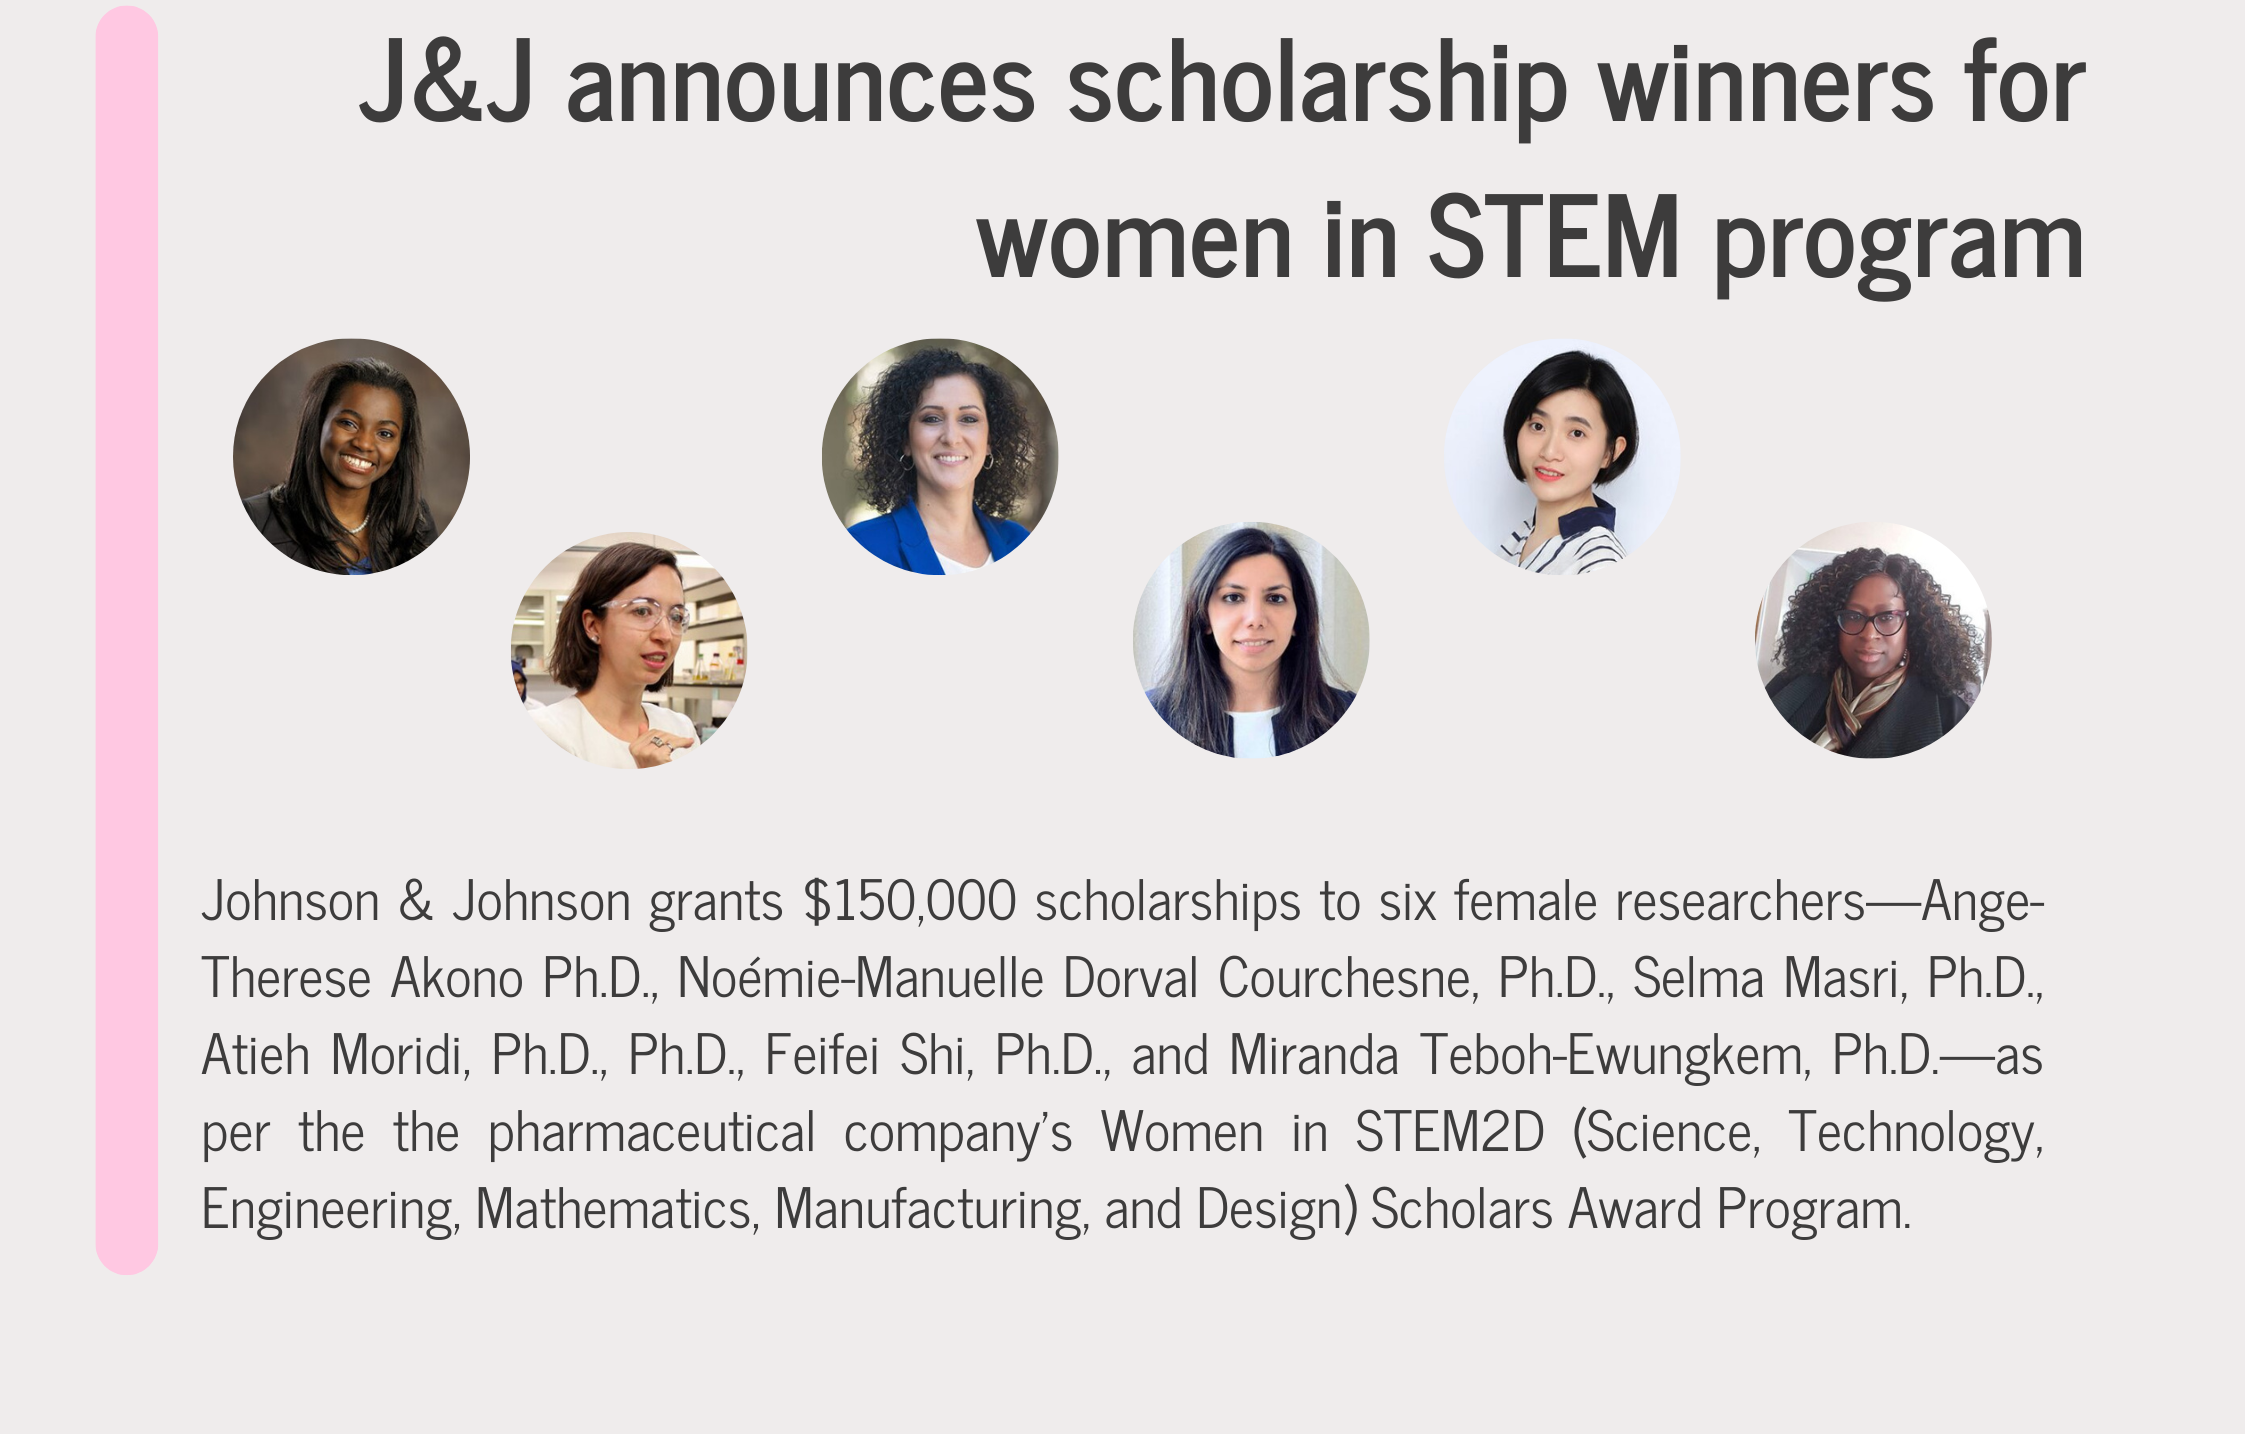 J&J announces scholarship winners for
women in STEM program
Johnson & Johnson grants $150,000 scholarships to six female researchers—Ange-
Therese Akono Ph.D., Noémie-Manuelle Dorval Courchesne, Ph.D., Selma Masri, Ph.D.,
Atieh Moridi, Ph.D., Ph.D., Feifei Shi, Ph.D., and Miranda Teboh-Ewungkem, Ph.D.—as
per the the pharmaceutical company's Women in STEM2D (Science, Technology,
Engineering, Mathematics, Manufacturing, and Design) Scholars Award Program.